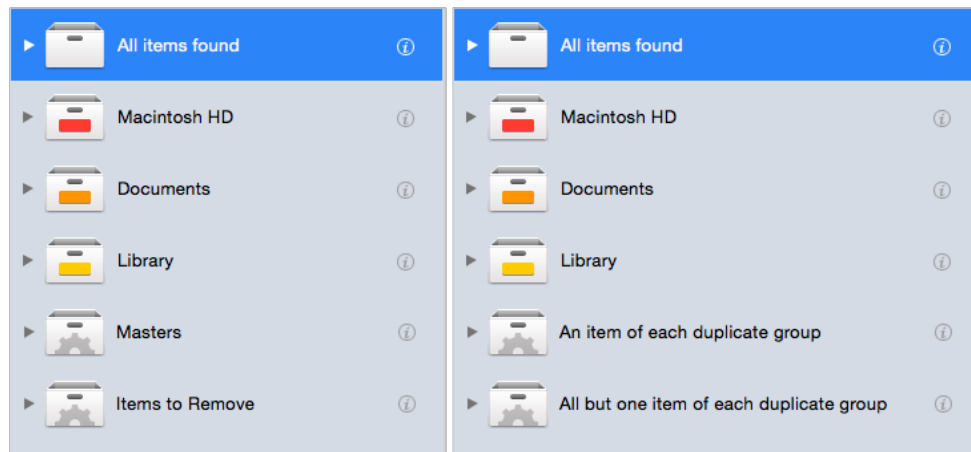 All items found
Macintosh HD
Documents
Library
Masters
Items to Remove
All items found
Macintosh HD
Documents
Library
An item of each duplicate group
All but one item of each duplicate group